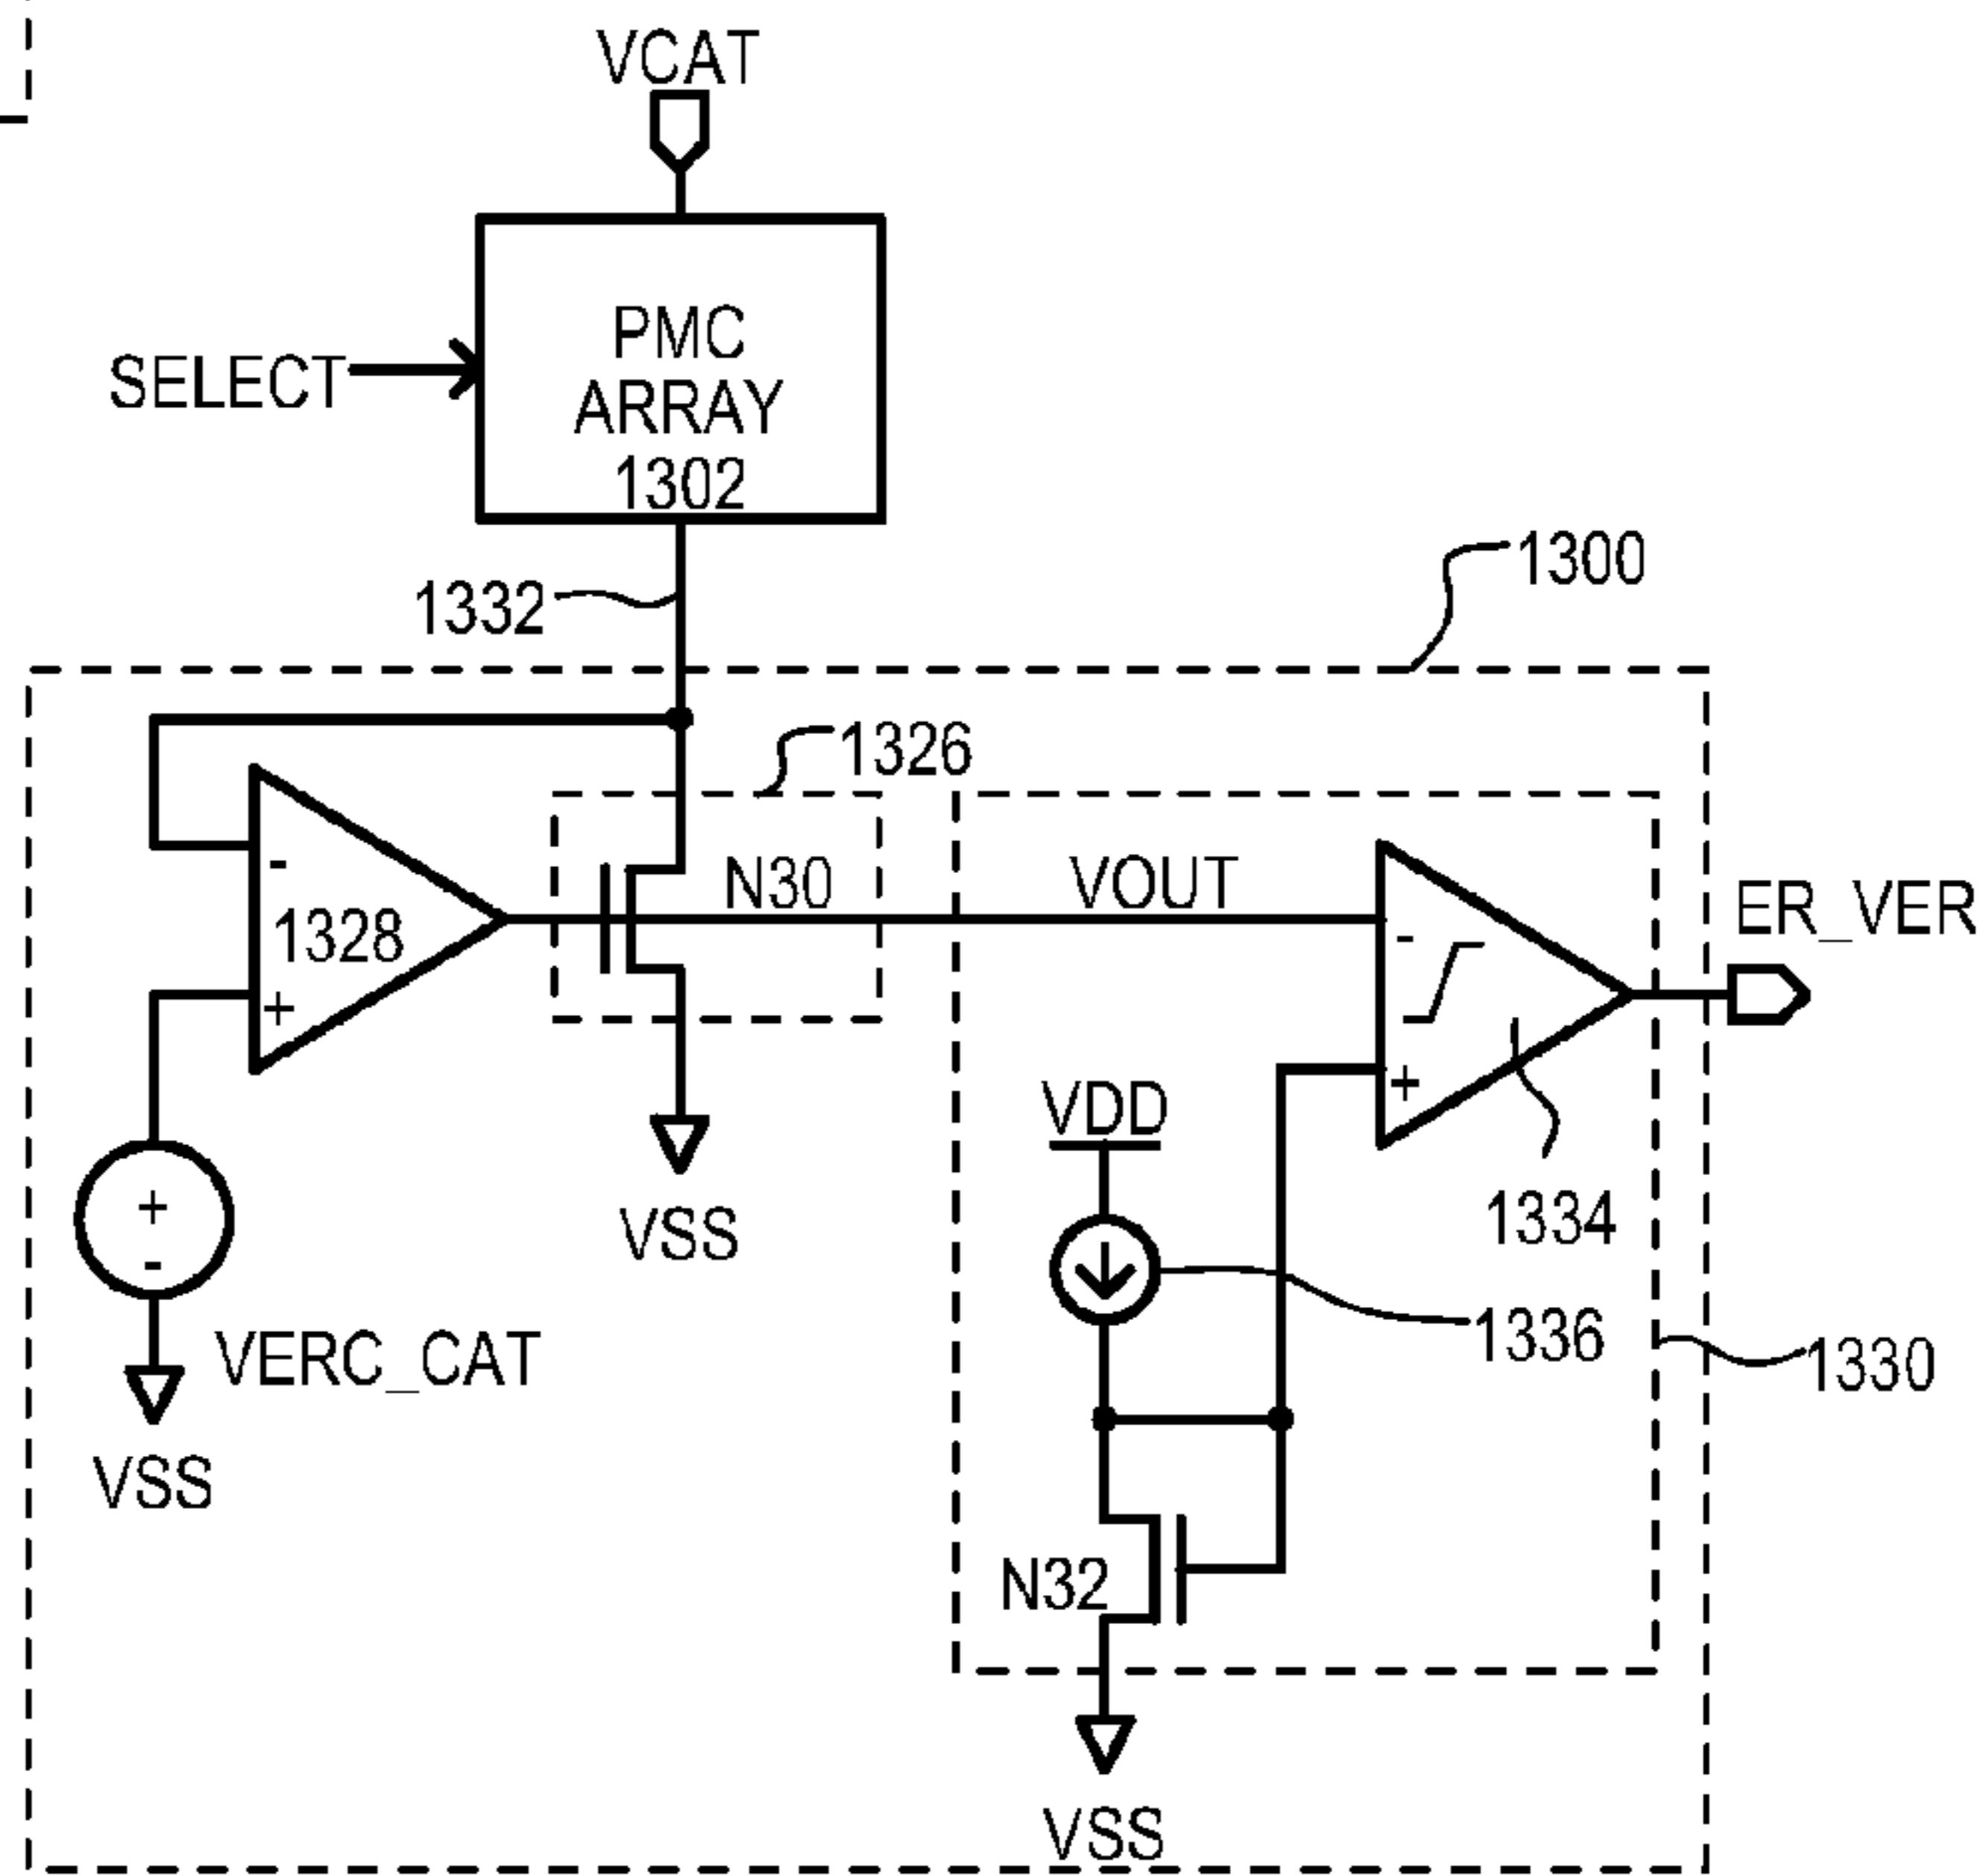 VCAT
SELECT
PMC
ARRAY
1302
1332
1300
1326
-
1328
+
N30
VOUT
-
+
ER_VER
1334
VDD
1336
1330
+
-
VERC_CAT
VSS
VSS
N32
VSS